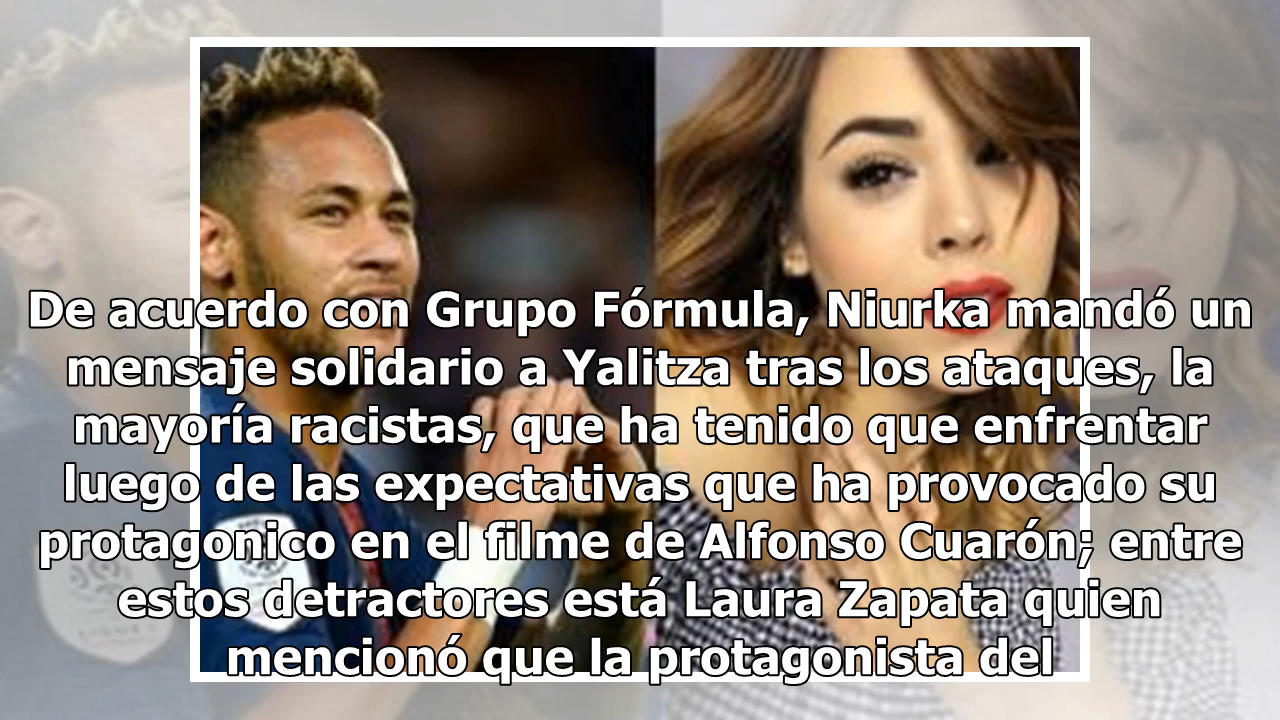 De acuerdo con Grupo Fórmula, Niurka mandó un
mensaje solidario a Yalitza tras los ataques, la
mayoría racistas, que ha tenido que enfrentar
luego de las expectativas que ha provocado su
protagonico en el filme de Alfonso Cuarón; entre
estos detractores está Laura Zapata quien
mencionó que la protagonista del